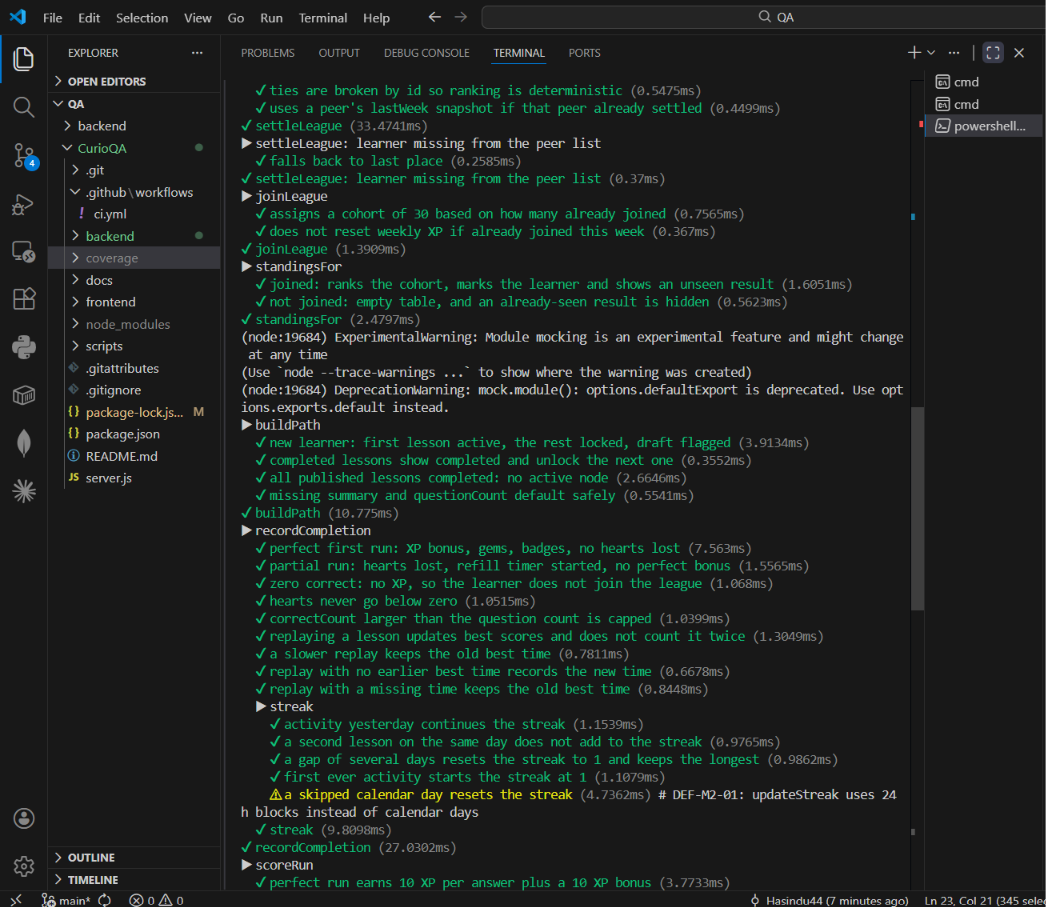 File Edit Selection View Go Run Terminal Help
QA
EXPLORER
OPEN EDITORS
QA
backend
CurioQA
.git
.github\workflows
! ci.yml
backend
coverage
docs
frontend
node_modules
scripts
.gitattributes
.gitignore
{} package-lock.js... M
{} package.json
README.md
JS server.js
OUTLINE
TIMELINE
4
PROBLEMS OUTPUT DEBUG CONSOLE TERMINAL PORTS
✓ ties are broken by id so ranking is deterministic (0.5475ms)
✓ uses a peer's lastWeek snapshot if that peer already settled (0.4499ms)
✓ settleLeague (33.4741ms)
▶ settleLeague: learner missing from the peer list
✓ falls back to last place (0.2585ms)
✓ settleLeague: learner missing from the peer list (0.37ms)
▶ joinLeague
✓ assigns a cohort of 30 based on how many already joined (0.7565ms)
✓ does not reset weekly XP if already joined this week (0.367ms)
✓ joinLeague (1.3909ms)
▶ standingsFor
✓ joined: ranks the cohort, marks the learner and shows an unseen result (1.6051ms)
✓ not joined: empty table, and an already-seen result is hidden (0.5623ms)
✓ standingsFor (2.4797ms)
(node:19684) ExperimentalWarning: Module mocking is an experimental feature and might change
at any time
(Use `node --trace-warnings ...` to show where the warning was created)
(node:19684) DeprecationWarning: mock.module(): options.defaultExport is deprecated. Use opt
ions.exports.default instead.
▶ buildPath
✓ new learner: first lesson active, the rest locked, draft flagged (3.9134ms)
✓ completed lessons show completed and unlock the next one (0.3552ms)
✓ all published lessons completed: no active node (2.6646ms)
✓ missing summary and questionCount default safely (0.5541ms)
✓ buildPath (10.775ms)
▶ recordCompletion
✓ perfect first run: XP bonus, gems, badges, no hearts lost (7.563ms)
✓ partial run: hearts lost, refill timer started, no perfect bonus (1.5565ms)
✓ zero correct: no XP, so the learner does not join the league (1.068ms)
✓ hearts never go below zero (1.0515ms)
✓ correctCount larger than the question count is capped (1.0399ms)
✓ replaying a lesson updates best scores and does not count it twice (1.3049ms)
✓ a slower replay keeps the old best time (0.7811ms)
✓ replay with no earlier best time records the new time (0.6678ms)
✓ replay with a missing time keeps the old best time (0.8448ms)
▶ streak
✓ activity yesterday continues the streak (1.1539ms)
✓ a second lesson on the same day does not add to the streak (0.9765ms)
✓ a gap of several days resets the streak to 1 and keeps the longest (0.9862ms)
✓ first ever activity starts the streak at 1 (1.1079ms)
⚠ a skipped calendar day resets the streak (4.7362ms) # DEF-M2-01: updateStreak uses 24
h blocks instead of calendar days
✓ streak (9.8098ms)
✓ recordCompletion (27.0302ms)
▶ scoreRun
✓ perfect run earns 10 XP per answer plus a 10 XP bonus (3.7733ms)
cmd
cmd
powershell...
main* 0 0 Hasindu44 (7 minutes ago) Ln 23, Col 21 (345 selec